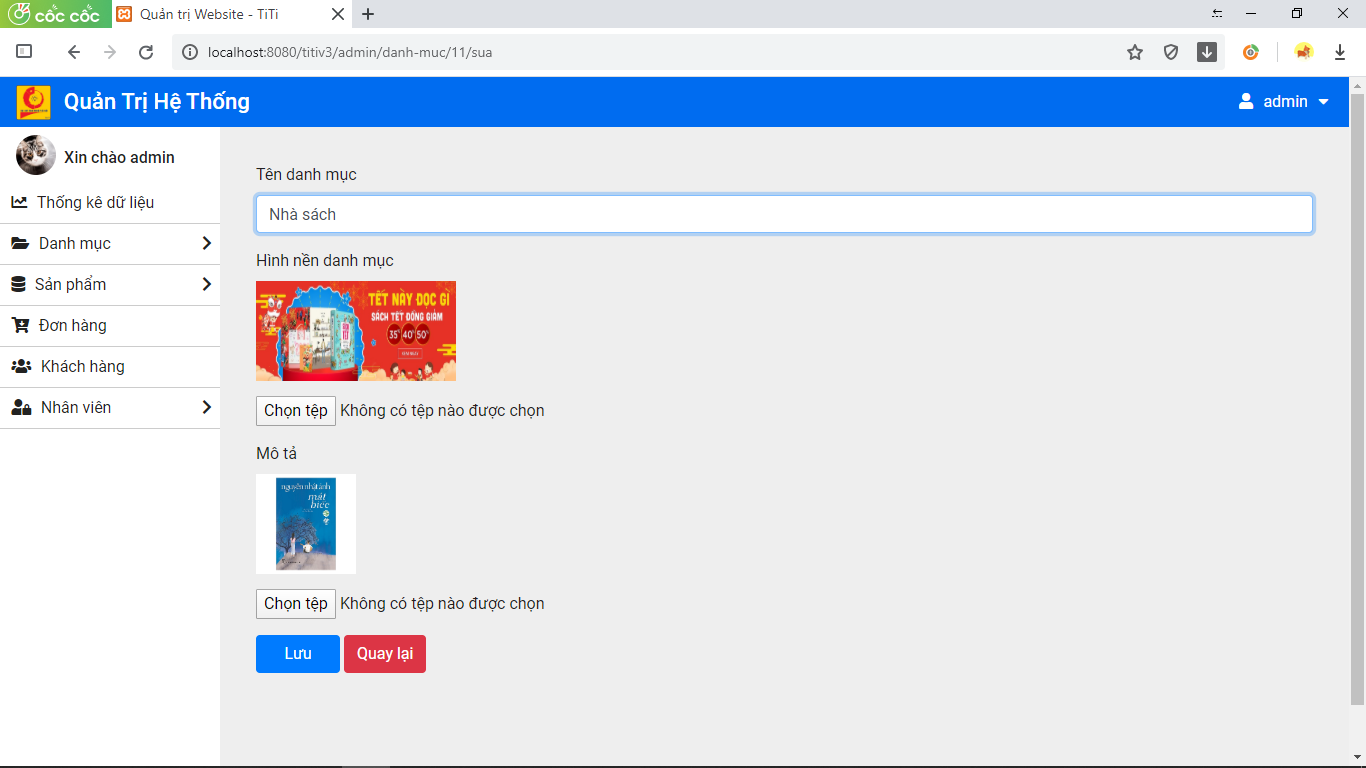 cốc cốc
Quản trị Website - TiTi
localhost:8080/titiv3/admin/danh-muc/11/sua
Quản Trị Hệ Thống
admin
Xin chào admin
Thống kê dữ liệu
Danh mục
Sản phẩm
Đơn hàng
Khách hàng
Nhân viên
Tên danh mục
Nhà sách
Hình nền danh mục
TẾT NÀY ĐỌC GÌ
SÁCH TẾT ĐỒNG GIÁM
35% 40% 50%
Chọn tệp Không có tệp nào được chọn
Mô tả
nguyễn nhật ánh
mắt
biếc
Chọn tệp Không có tệp nào được chọn
Lưu Quay lại